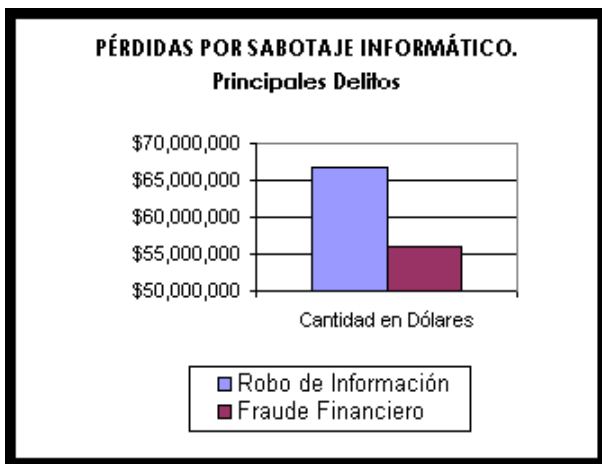 PÉRDIDAS POR SABOTAJE INFORMÁTICO.
Principales Delitos
$70,000,000
$65,000,000
$60,000,000
$55,000,000
$50,000,000
Cantidad en Dólares
Robo de Información
Fraude Financiero